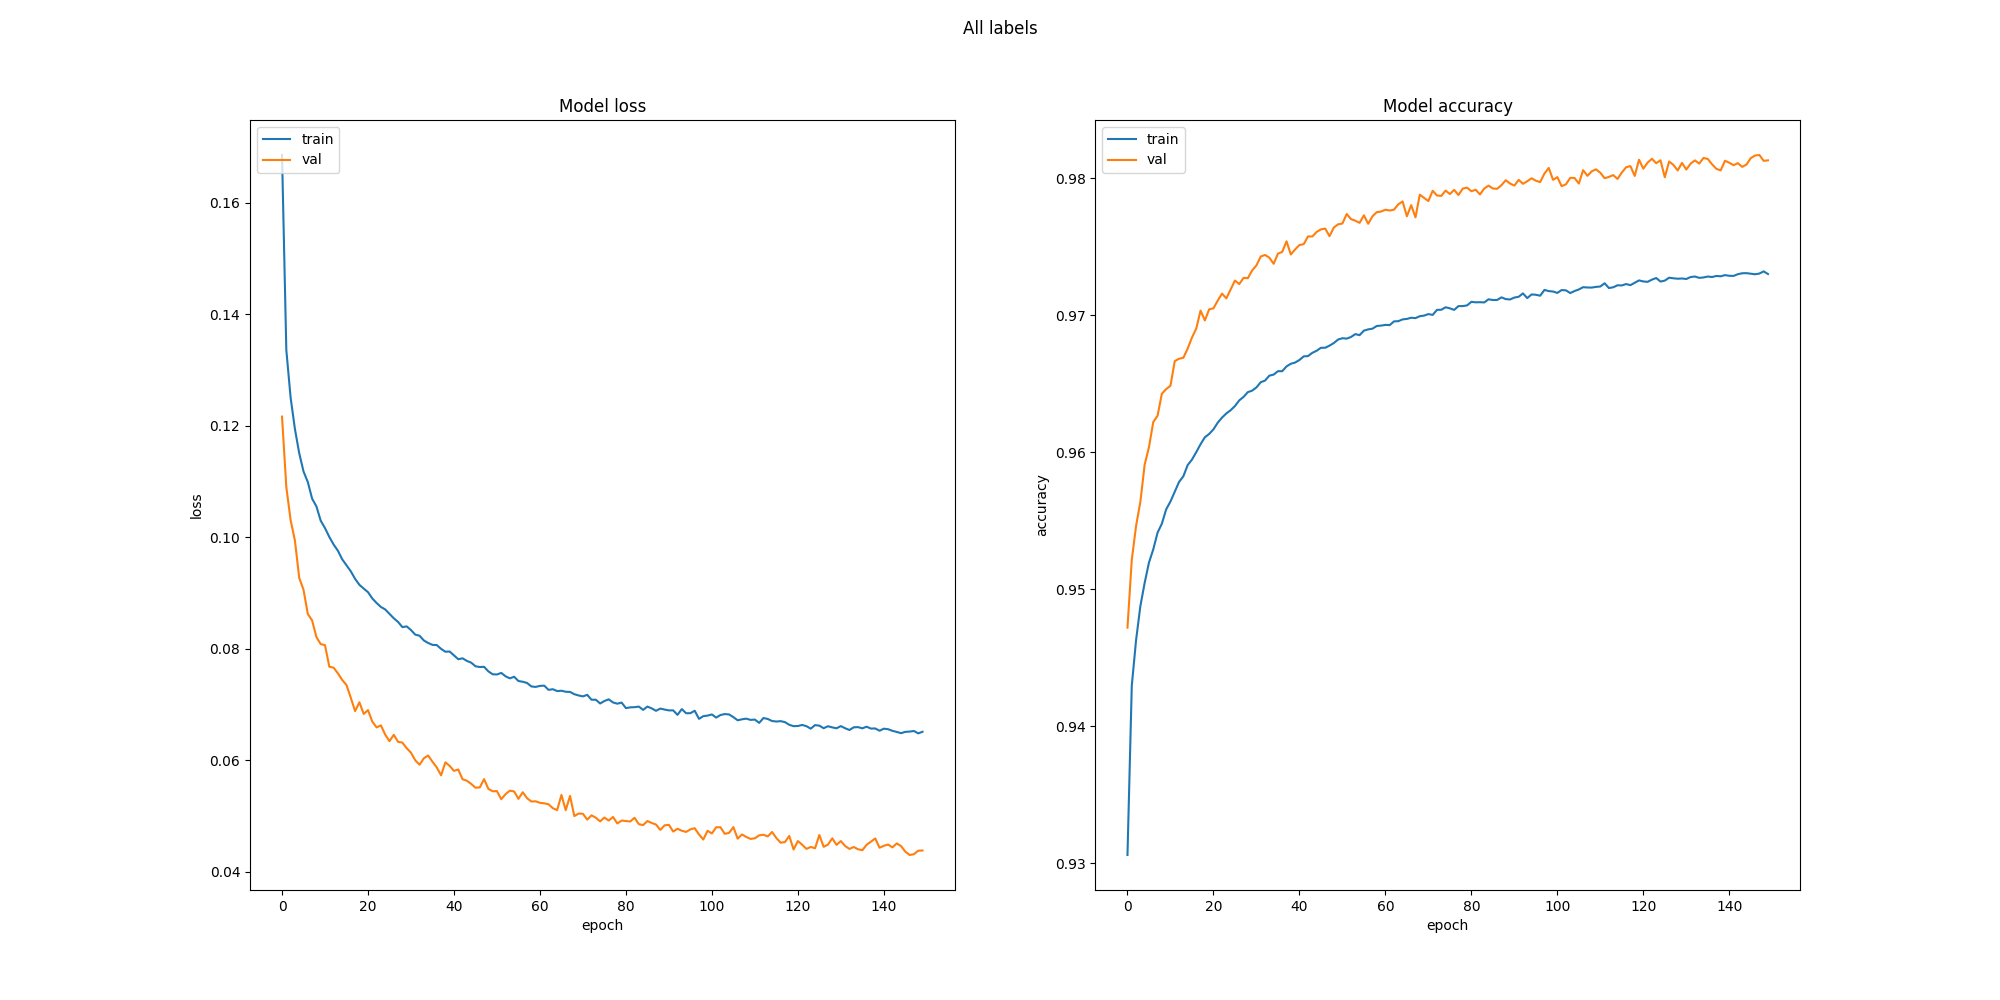 All labels
Model loss
train
val
0.16
0.14
0.12
0.10
0.08
0.06
0.04
loss
0 20 40 60 80 100 120 140
epoch
Model accuracy
train
val
0.98
0.97
0.96
0.95
0.94
0.93
accuracy
0 20 40 60 80 100 120 140
epoch